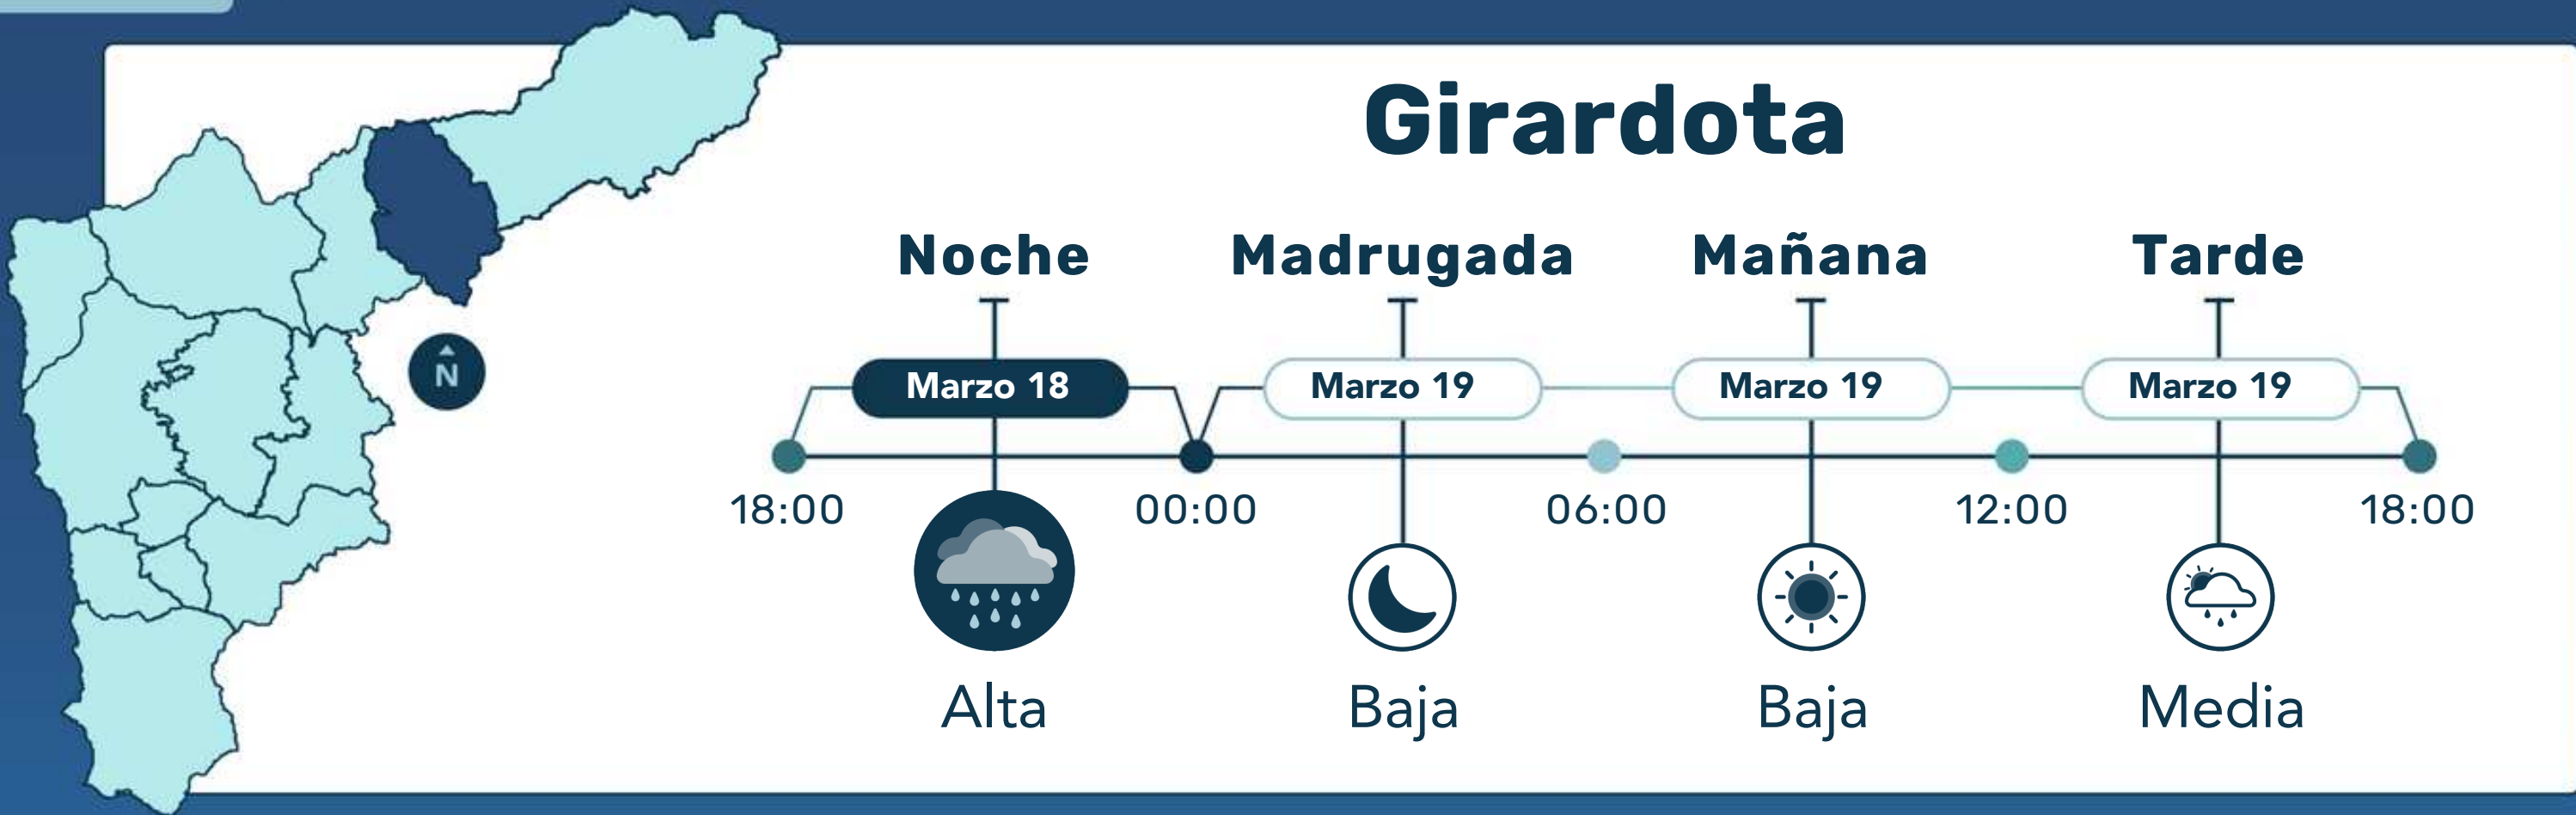 Girardota
Noche Madrugada Mañana Tarde
Marzo 18 Marzo 19 Marzo 19 Marzo 19
N
18:00 00:00 06:00 12:00 18:00
Alta Baja Baja Media